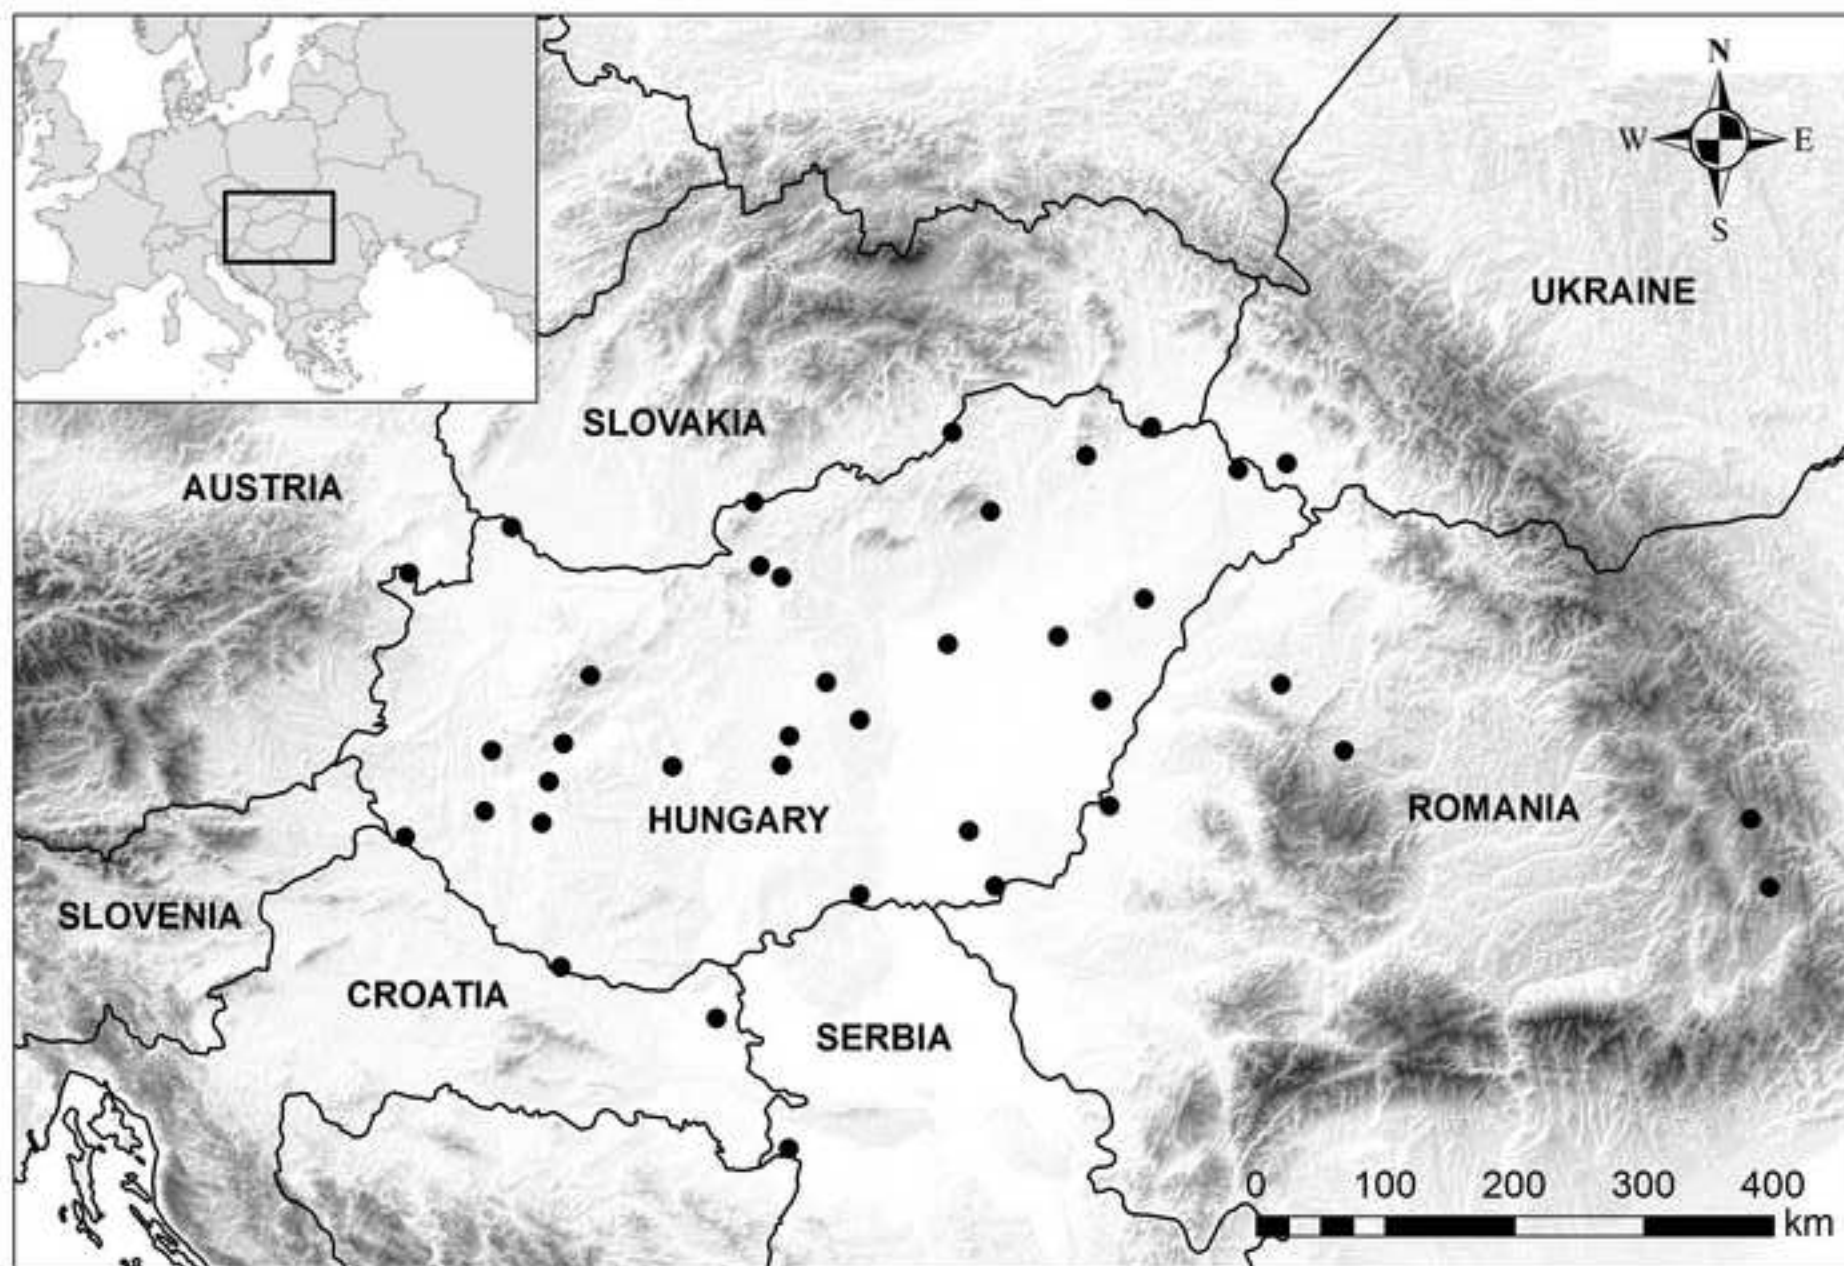 N
W E
S
UKRAINE
SLOVAKIA
AUSTRIA
HUNGARY
ROMANIA
SLOVENIA
CROATIA
SERBIA
0 100 200 300 400
km